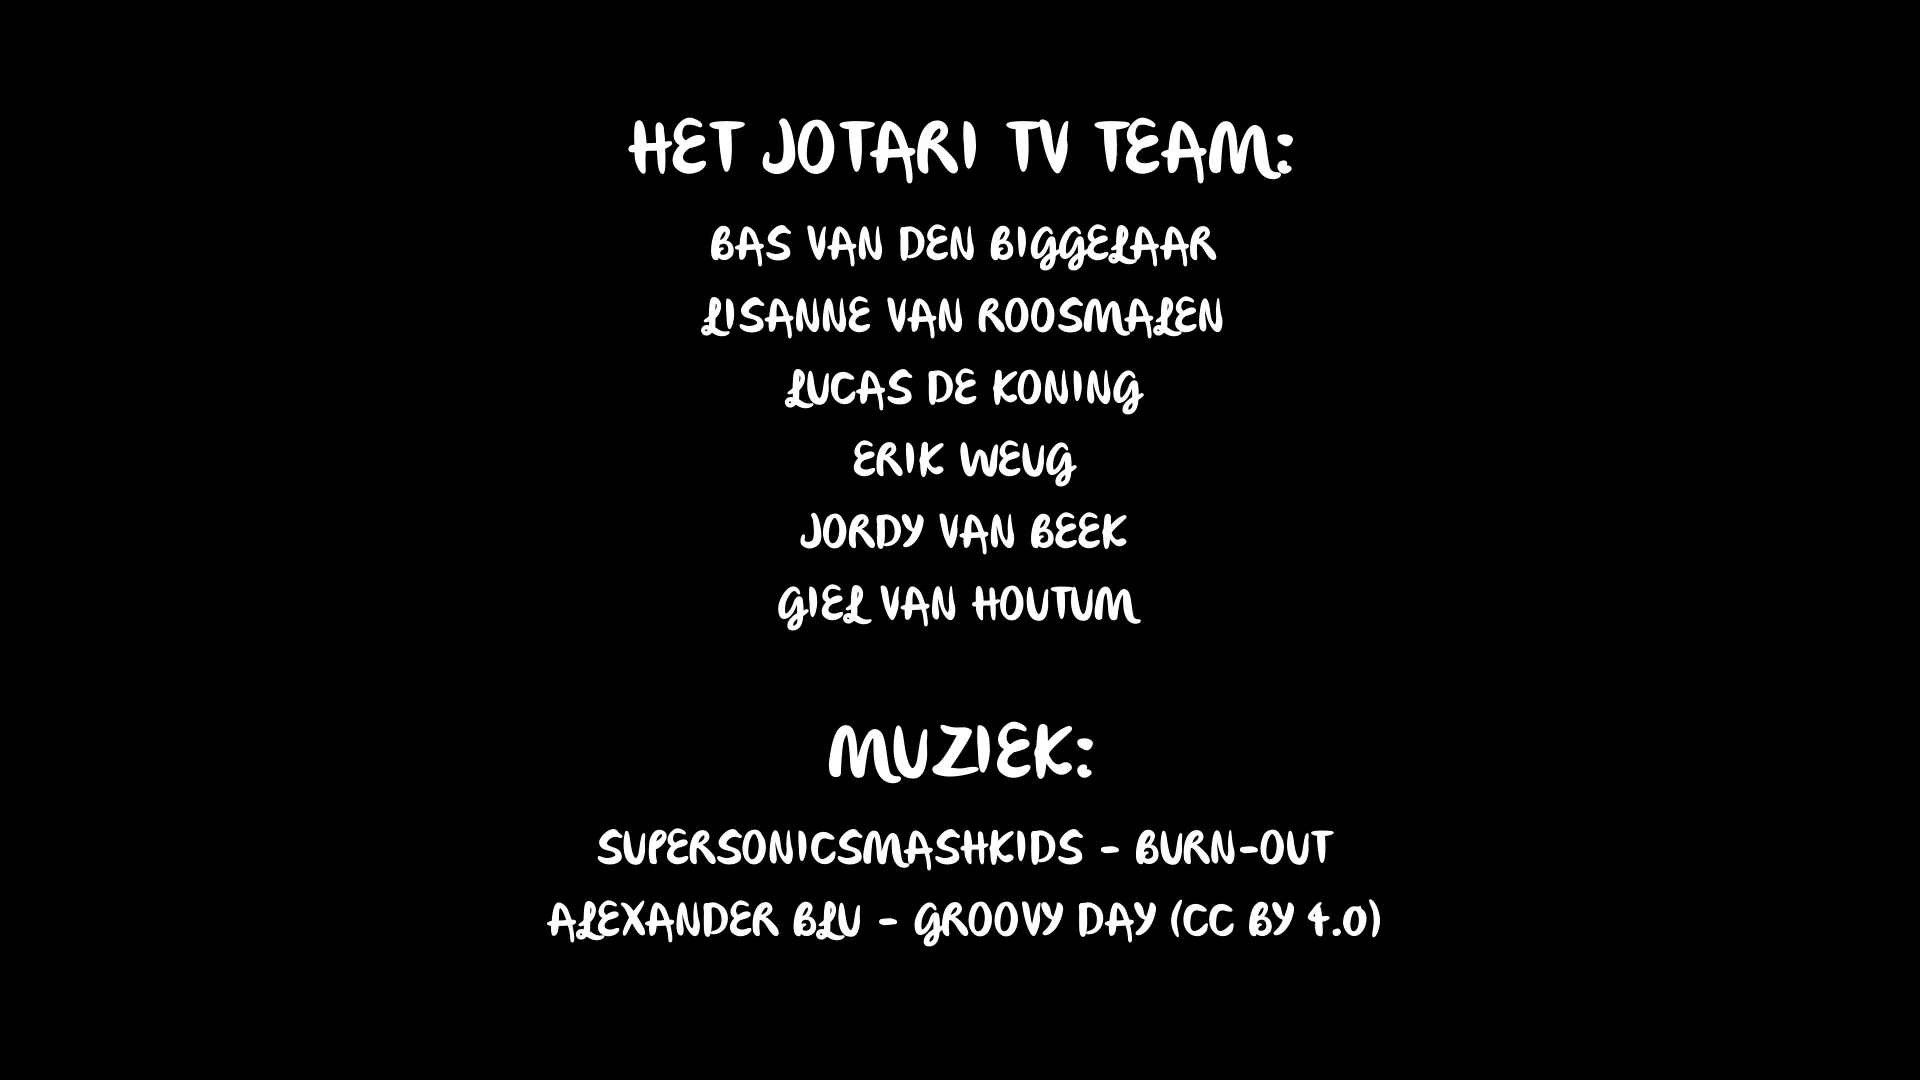 HET JOTARI TV TEAM:
BAS VAN DEN BIGGELAAR
LISANNE VAN ROOSMALEN
LUCAS DE KONING
ERIK WEUG
JORDY VAN BEEK
GIEL VAN HOUTUM
MUZIEK:
SUPERSONICSMASHKIDS - BURN-OUT
ALEXANDER BLU - GROOVY DAY (CC BY 4.0)